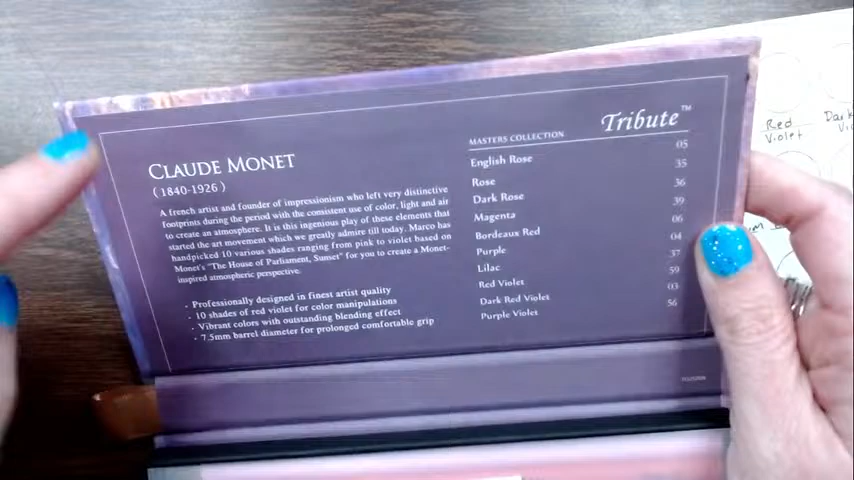 CLAUDE MONET
(1840-1926)
A french artist and founder of impressionism who left very distinctive
footprints during the period with the consistent use of color, light and air
to create an atmosphere. It is this ingenious play of these elements that
started the art movement which we greatly admire till today. Marco has
handpicked 10 various shades ranging from pink to violet based on
Monet's "The House of Parliament, Sunset" for you to create a Monet-
inspired atmospheric perspective.
· Professionally designed in finest artist quality
· 10 shades of red violet for color manipulations
· Vibrant colors with outstanding blending effect
· 7.5mm barrel diameter for prolonged comfortable grip
MASTERS COLLECTION Tribute™
English Rose 05
Rose 35
Dark Rose 36
Magenta 39
Bordeaux Red 06
Purple 04
Lilac 37
Red Violet 59
Dark Red Violet 03
Purple Violet 56
Red
Violet
Dark